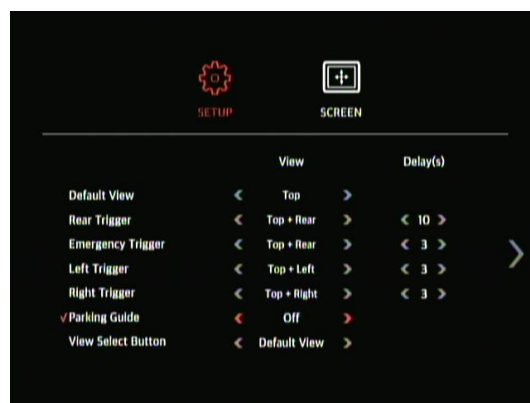 SETUP SCREEN
View Delay(s)
Default View < Top >
Rear Trigger < Top + Rear > < 10 >
Emergency Trigger < Top + Rear > < 3 >
Left Trigger < Top + Left > < 3 >
Right Trigger < Top + Right > < 3 >
√Parking Guide < Off >
View Select Button < Default View >